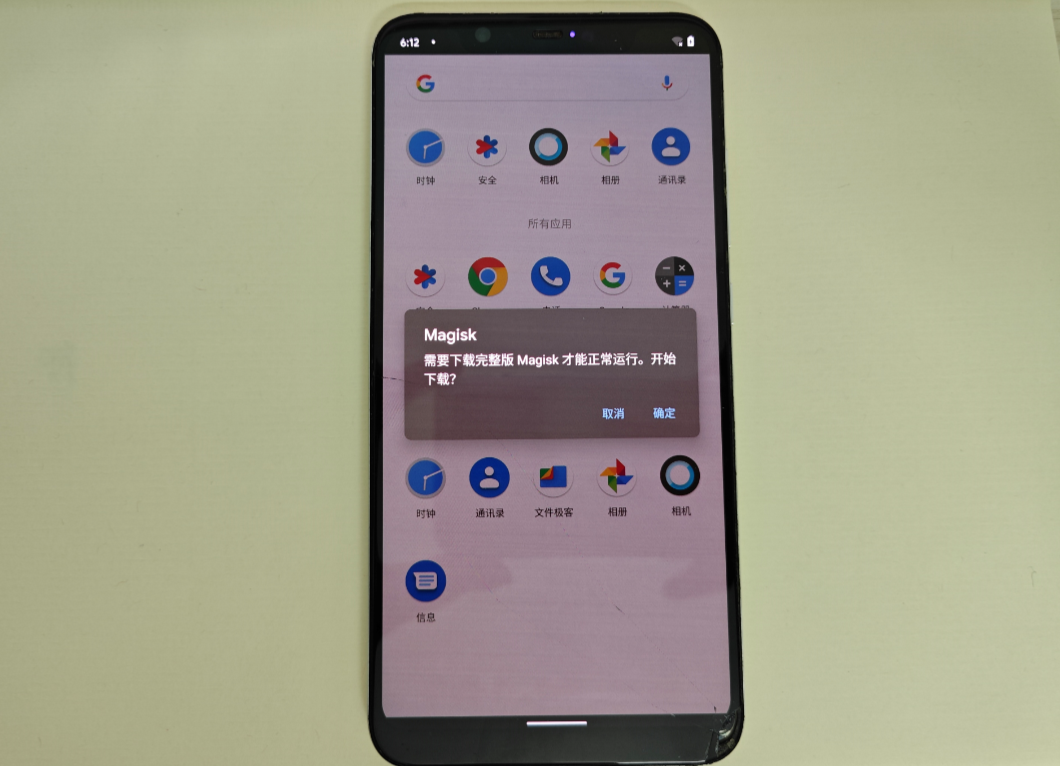 6:12
时钟
安全
相机
相册
通讯录
所有应用
Magisk
需要下载完整版 Magisk 才能正常运行。开始
下载？
取消
确定
时钟
通讯录
文件极客
相册
相机
信息